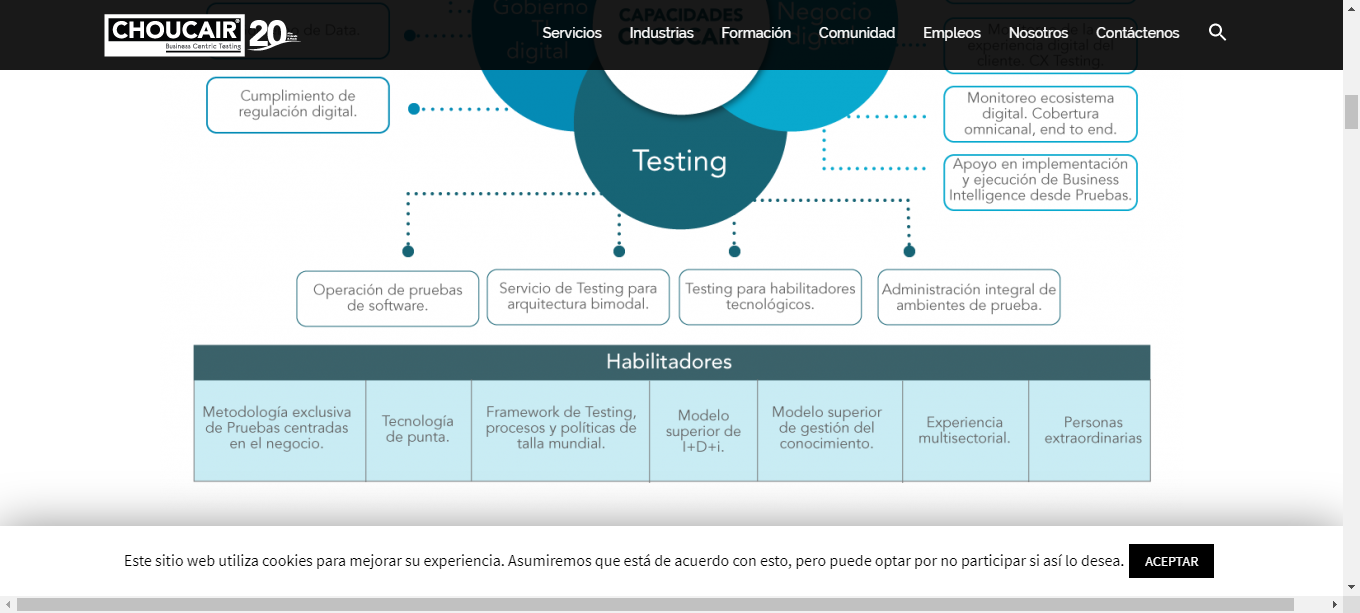 CHOUCAIR
Business Centric Testing
20
Servicios
Industrias
Formación
Comunidad
Empleos
Nosotros
Contáctenos
Gobierno
TI
digital
CAPACIDADES
CHOUCAIR
Negocio
digital
de Data.
experiencia digital del
cliente. CX Testing.
Cumplimiento de
regulación digital.
Monitoreo ecosistema
digital. Cobertura
omnicanal, end to end.
Testing
Apoyo en implementación
y ejecución de Business
Intelligence desde Pruebas.
Operación de pruebas
de software.
Servicio de Testing para
arquitectura bimodal.
Testing para habilitadores
tecnológicos.
Administración integral de
ambientes de prueba.
Habilitadores
Metodología exclusiva
de Pruebas centradas
en el negocio.
Tecnología
de punta.
Framework de Testing,
procesos y políticas de
talla mundial.
Modelo
superior de
I+D+i.
Modelo superior
de gestión del
conocimiento.
Experiencia
multisectorial.
Personas
extraordinarias
Este sitio web utiliza cookies para mejorar su experiencia. Asumiremos que está de acuerdo con esto, pero puede optar por no participar si así lo desea.
ACEPTAR